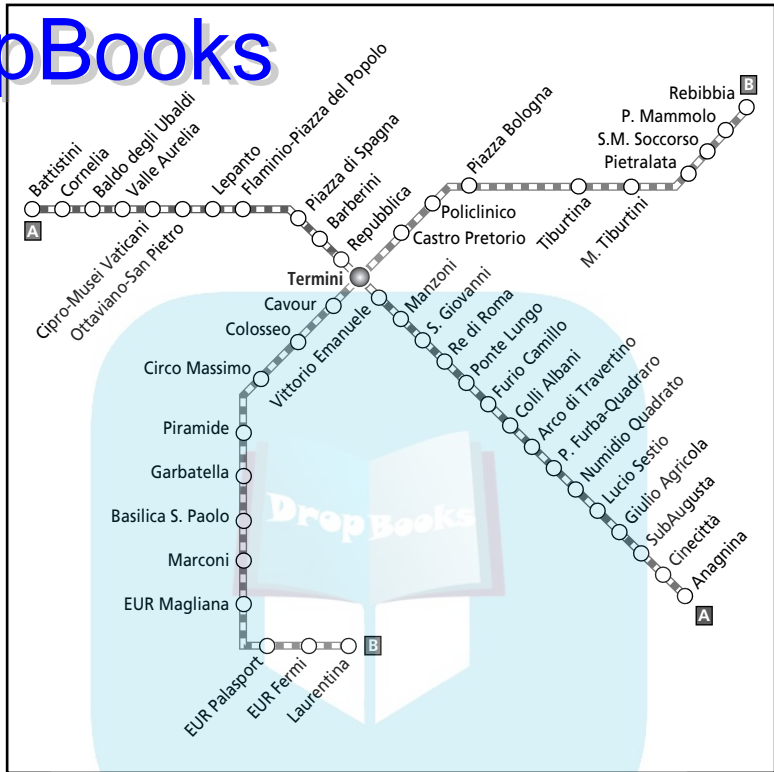 pBooks
Battistini
Cornelia
Baldo degli Ubaldi
Valle Aurelia
Cipro-Musei Vaticani
Ottaviano-San Pietro
Lepanto
Flaminio-Piazza del Popolo
Piazza di Spagna
Barberini
Repubblica
Termini
A
B
Rebibbia
P. Mammolo
S.M. Soccorso
Pietralata
M. Tiburtini
Tiburtina
Piazza Bologna
Policlinico
Castro Pretorio
Cavour
Colosseo
Circo Massimo
Piramide
Garbatella
Basilica S. Paolo
Marconi
EUR Magliana
EUR Palasport
EUR Fermi
Laurentina
B
Vittorio Emanuele
Manzoni
S. Giovanni
Re di Roma
Ponte Lungo
Furio Camillo
Colli Albani
Arco di Travertino
P. Furba-Quadraro
Numidio Quadrato
Lucio Sestio
Giulio Agricola
SubAugusta
Cinecittà
Anagnina
A
DropBooks